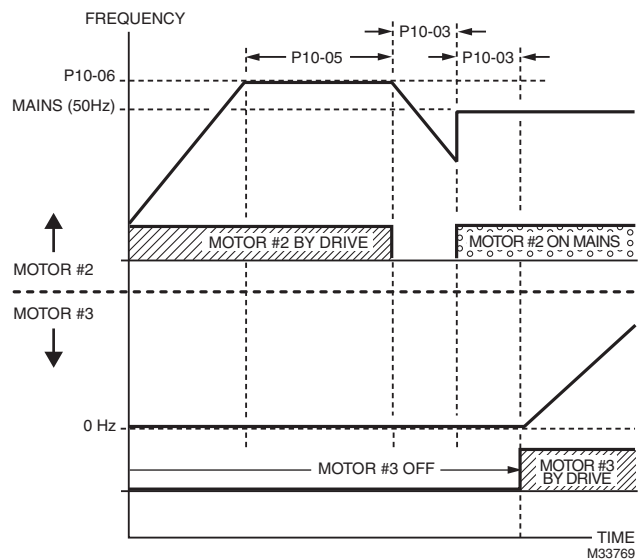 FREQUENCY
P10-03
P10-05
P10-03
P10-06
MAINS (50Hz)
MOTOR #2 BY DRIVE
MOTOR #2 ON MAINS
MOTOR #2
MOTOR #3
0 Hz
MOTOR #3 OFF
MOTOR #3
BY DRIVE
TIME
M33769